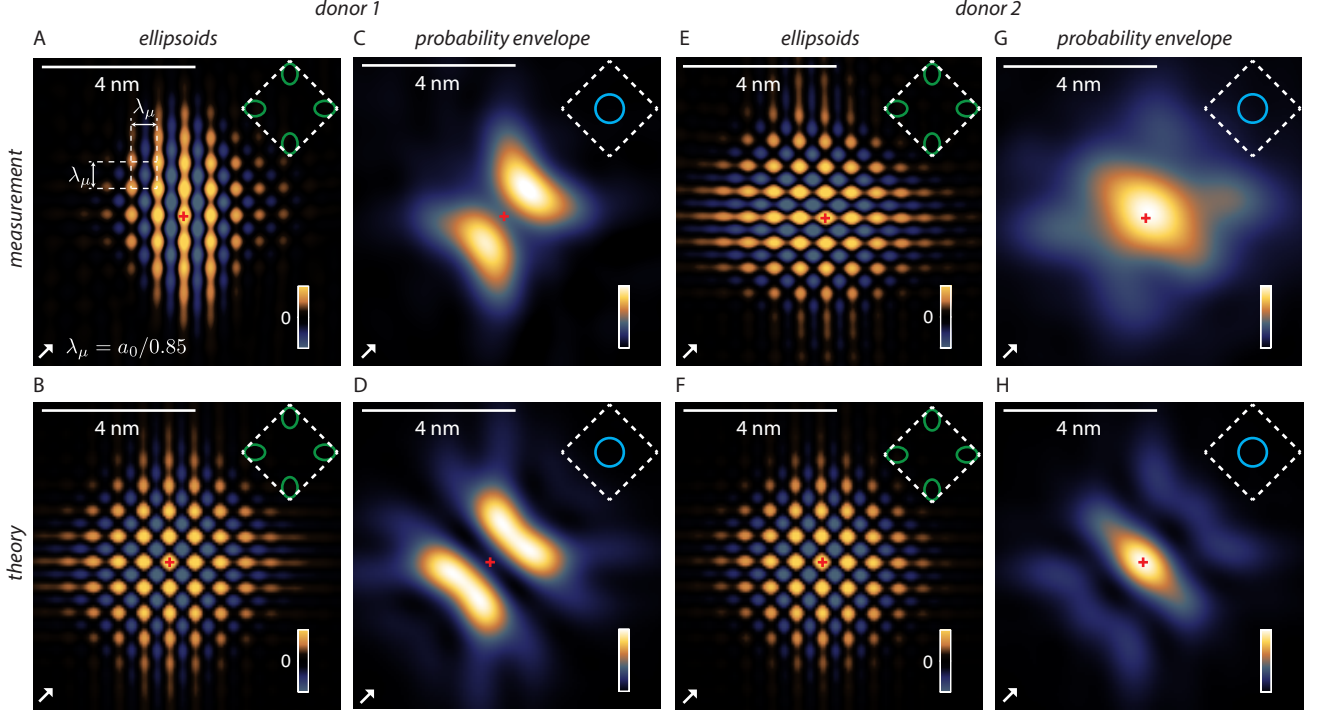 donor 1
donor 2
A
ellipsoids
C
probability envelope
E
ellipsoids
G
probability envelope
measurement
4 nm
λμ
λμ
0
λμ = a0/0.85
4 nm
4 nm
0
4 nm
B
D
F
H
theory
4 nm
0
4 nm
4 nm
0
4 nm